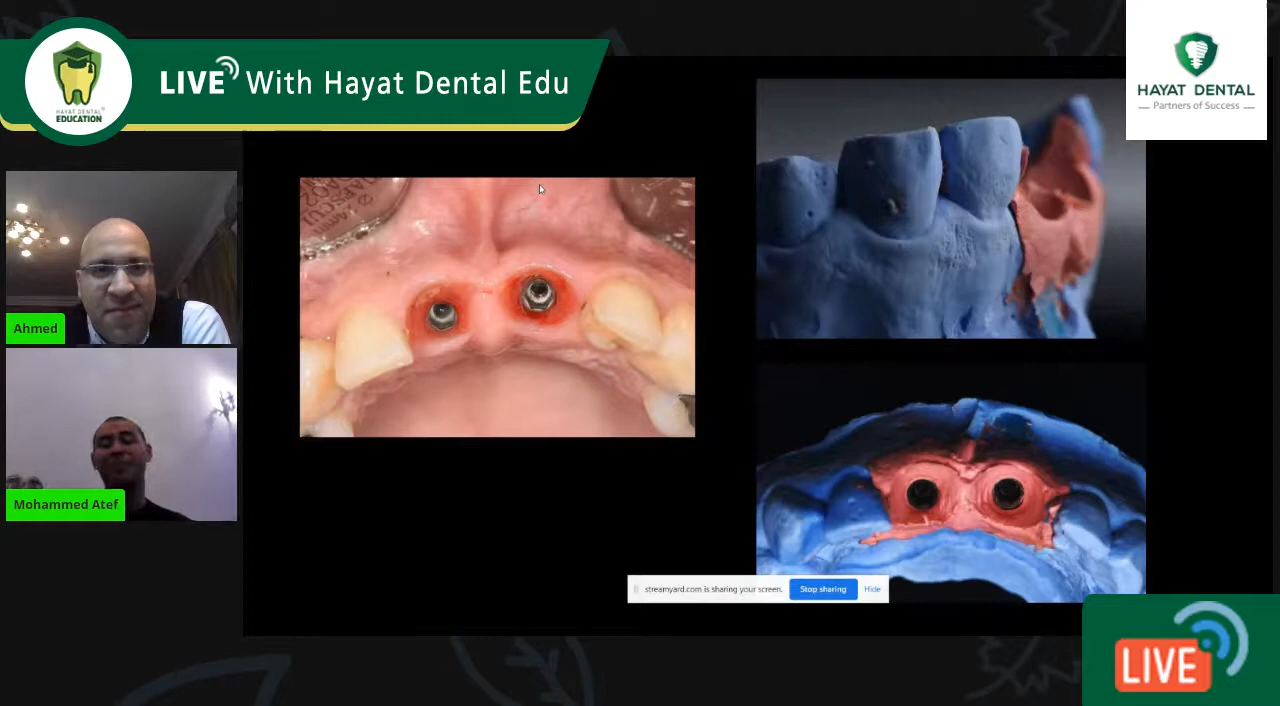 LIVE With Hayat Dental Edu
HAYAT DENTAL
EDUCATION
HAYAT DENTAL
Partners of Success
Ahmed
Mohammed Atef
streamyard.com is sharing your screen.
Stop sharing
Hide
LIVE